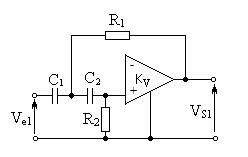 R1
C1 C2
- KV
+
Ve1 R2 VS1